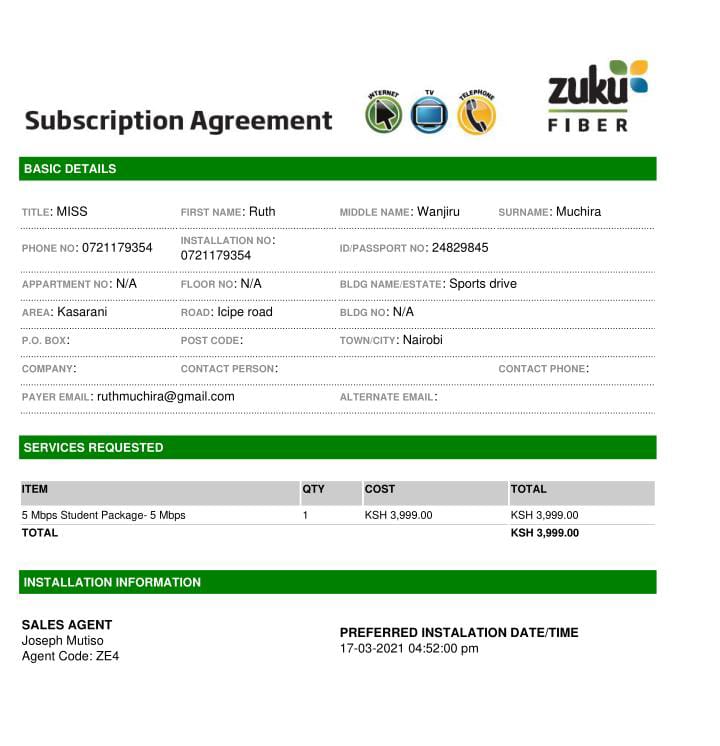 INTERNET TV TELEPHONE
zuku
FIBER
Subscription Agreement
BASIC DETAILS
TITLE: MISS FIRST NAME: Ruth MIDDLE NAME: Wanjiru SURNAME: Muchira
PHONE NO: 0721179354 INSTALLATION NO: 0721179354 ID/PASSPORT NO: 24829845
APPARTMENT NO: N/A FLOOR NO: N/A BLDG NAME/ESTATE: Sports drive
AREA: Kasarani ROAD: Icipe road BLDG NO: N/A
P.O. BOX: POST CODE: TOWN/CITY: Nairobi
COMPANY: CONTACT PERSON: CONTACT PHONE:
PAYER EMAIL: ruthmuchira@gmail.com ALTERNATE EMAIL:
SERVICES REQUESTED
ITEM QTY COST TOTAL
5 Mbps Student Package- 5 Mbps 1 KSH 3,999.00 KSH 3,999.00
TOTAL KSH 3,999.00
INSTALLATION INFORMATION
SALES AGENT
Joseph Mutiso
Agent Code: ZE4
PREFERRED INSTALATION DATE/TIME
17-03-2021 04:52:00 pm